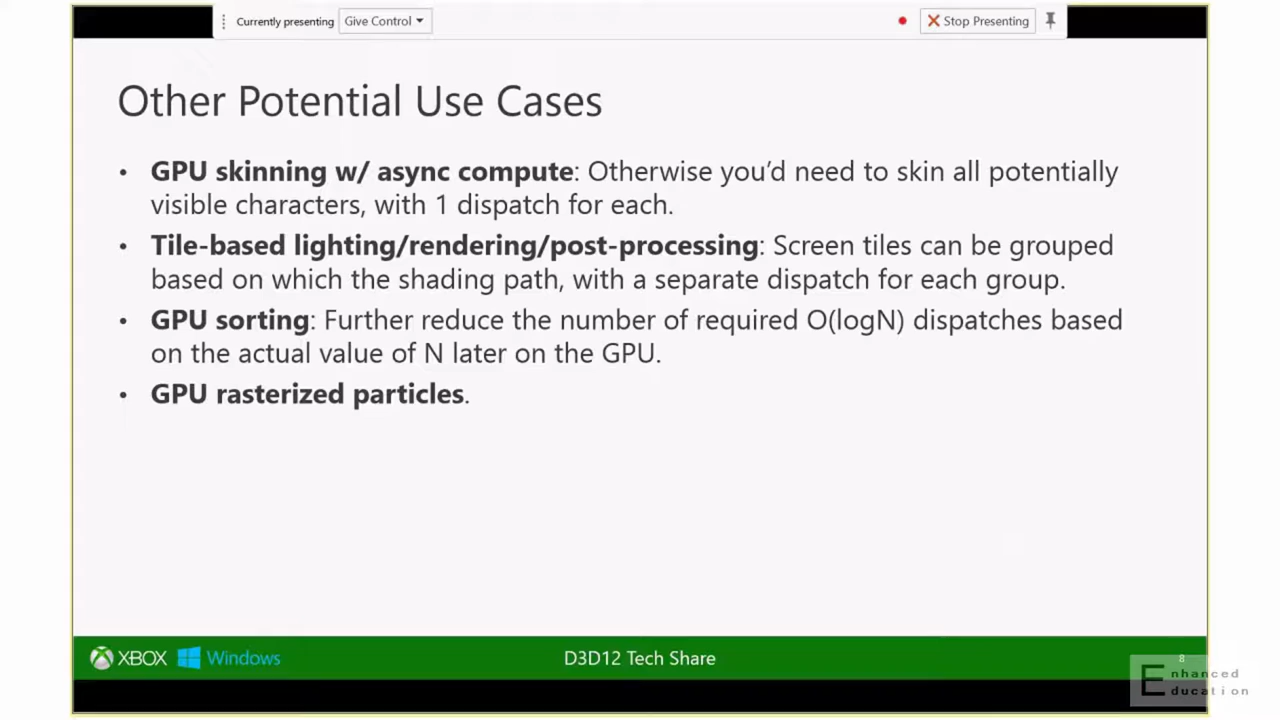 Currently presenting Give Control Stop Presenting
Other Potential Use Cases
• GPU skinning w/ async compute: Otherwise you'd need to skin all potentially
visible characters, with 1 dispatch for each.
• Tile-based lighting/rendering/post-processing: Screen tiles can be grouped
based on which the shading path, with a separate dispatch for each group.
• GPU sorting: Further reduce the number of required O(logN) dispatches based
on the actual value of N later on the GPU.
• GPU rasterized particles.
XBOX Windows D3D12 Tech Share 8
Enhanced
Education